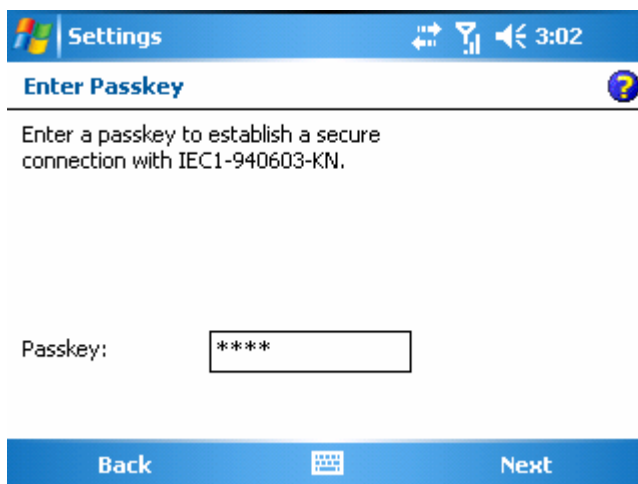 Settings 3:02
Enter Passkey ?
Enter a passkey to establish a secure
connection with IEC1-940603-KN.
Passkey: ****
Back Next